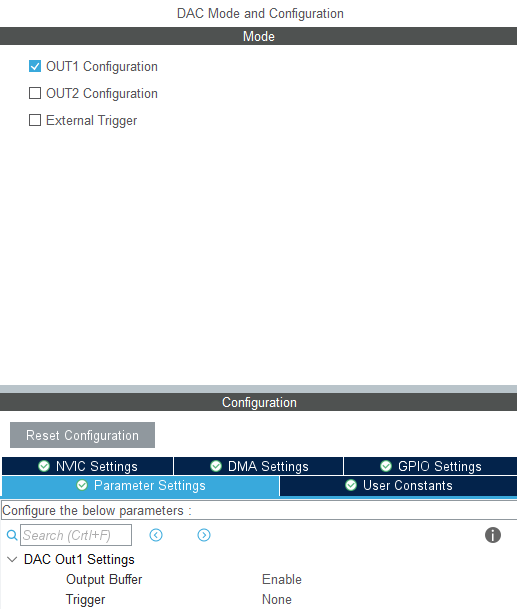 DAC Mode and Configuration
Mode
OUT1 Configuration
OUT2 Configuration
External Trigger
Configuration
Reset Configuration
NVIC Settings DMA Settings GPIO Settings
Parameter Settings User Constants
Configure the below parameters :
Search (Crtl+F)
DAC Out1 Settings
Output Buffer Enable
Trigger None